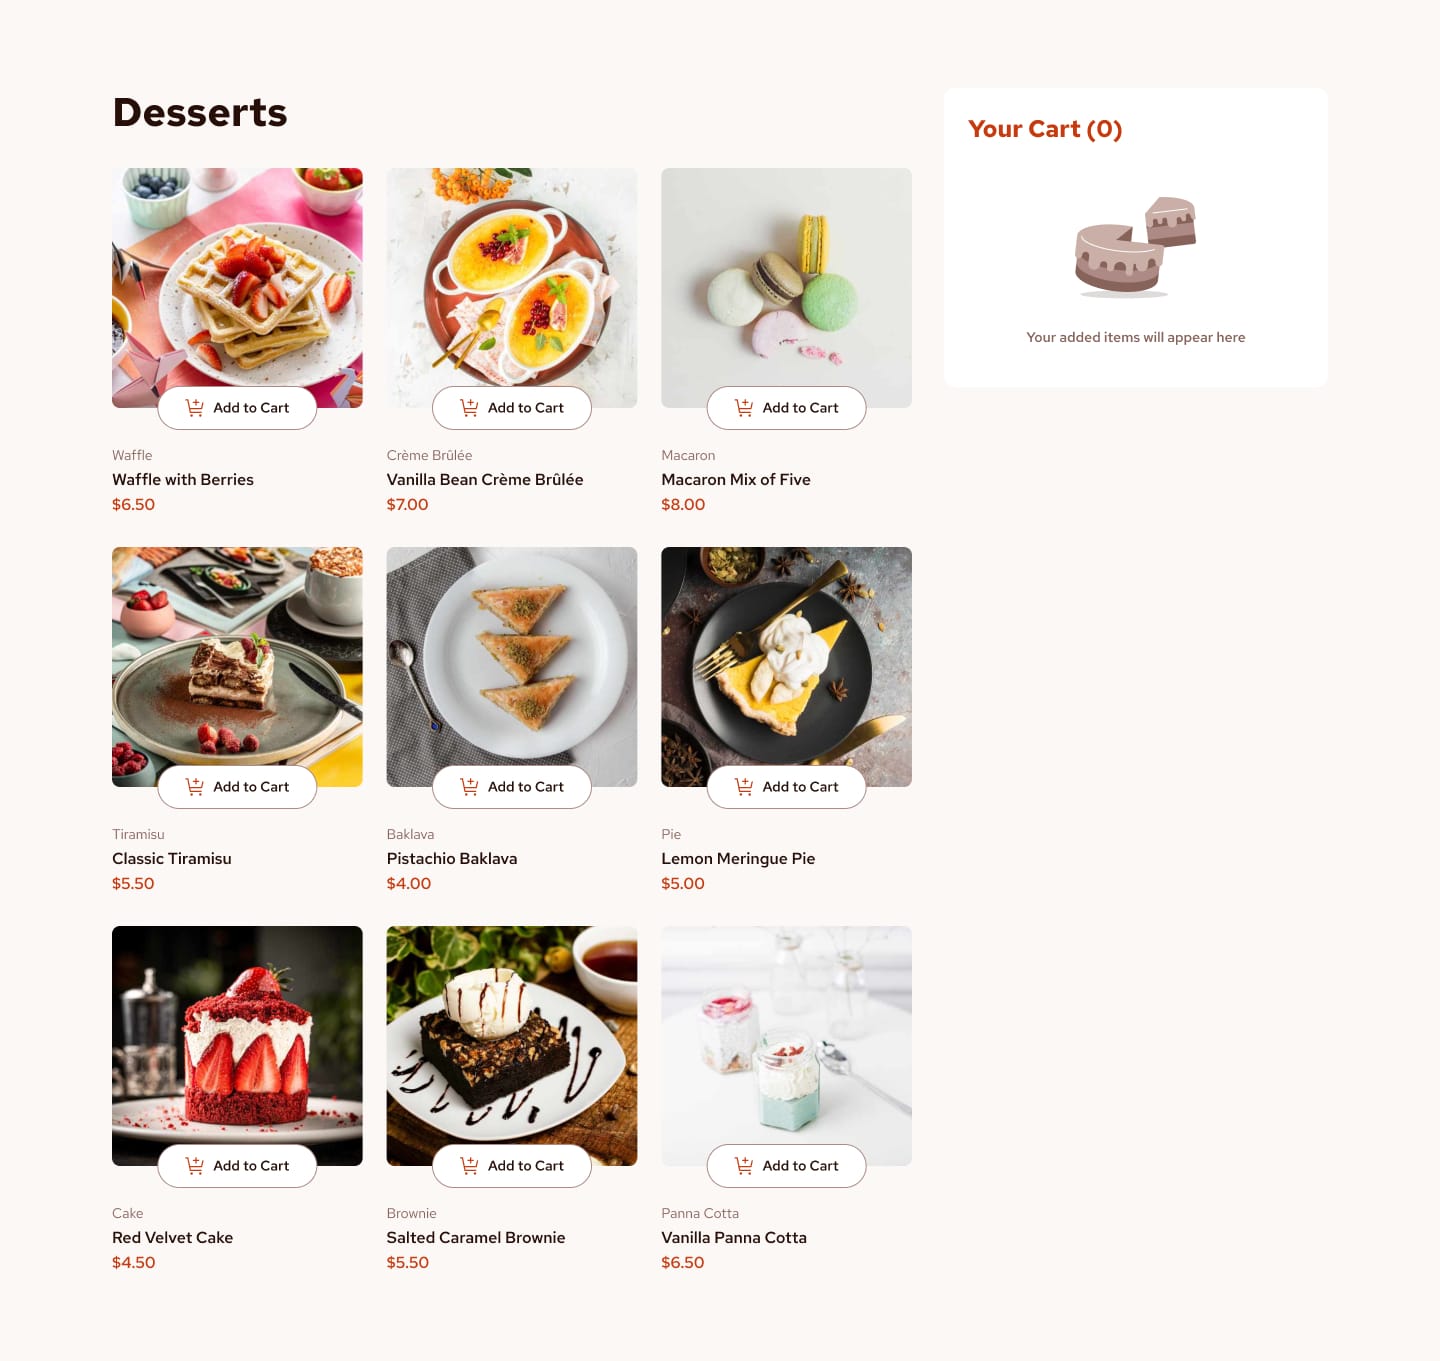 Desserts
Your Cart (0)
Your added items will appear here
Add to Cart
Waffle
Waffle with Berries
$6.50
Add to Cart
Crème Brûlée
Vanilla Bean Crème Brûlée
$7.00
Add to Cart
Macaron
Macaron Mix of Five
$8.00
Add to Cart
Tiramisu
Classic Tiramisu
$5.50
Add to Cart
Baklava
Pistachio Baklava
$4.00
Add to Cart
Pie
Lemon Meringue Pie
$5.00
Add to Cart
Cake
Red Velvet Cake
$4.50
Add to Cart
Brownie
Salted Caramel Brownie
$5.50
Add to Cart
Panna Cotta
Vanilla Panna Cotta
$6.50